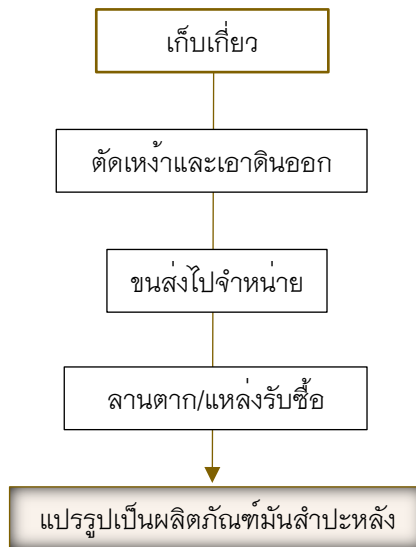 เก็บเกี่ยว
ตัดเหง้าและเอาดินออก
ขนส่งไปจำหน่าย
ลานตาก/แหล่งรับซื้อ
แปรรูปเป็นผลิตภัณฑ์มันสำปะหลัง